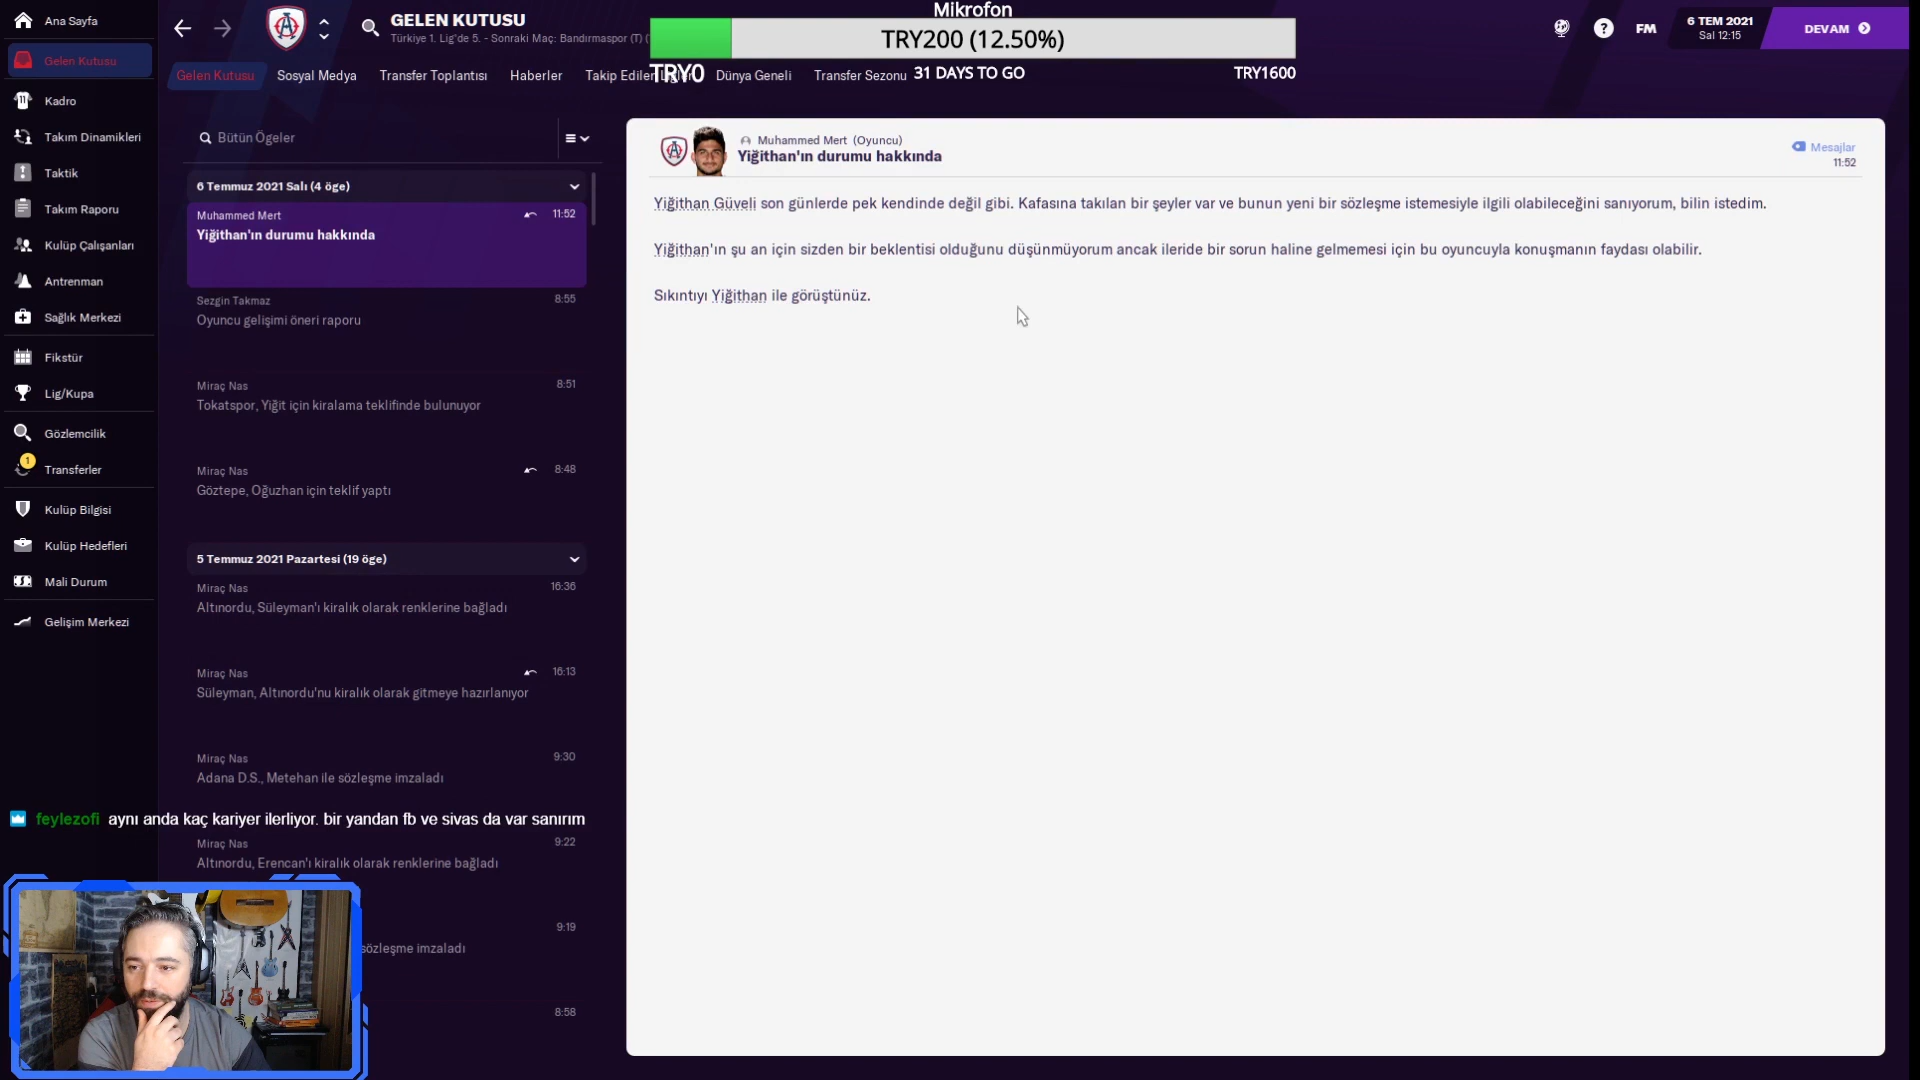 Ana Sayfa
Gelen Kutusu
Kadro
Takım Dinamikleri
Taktik
Takım Raporu
Kulüp Çalışanları
Antrenman
Sağlık Merkezi
Fikstür
Lig/Kupa
Gözlemcilik
1
Transferler
Kulüp Bilgisi
Kulüp Hedefleri
Mali Durum
Gelişim Merkezi
GELEN KUTUSU
Türkiye 1. Lig'de 5. - Sonraki Maç: Bandırmaspor (T)
Mikrofon
TRY200 (12.50%)
TRY0
31 DAYS TO GO
TRY1600
FM
6 TEM 2021
Sal 12:15
DEVAM
Gelen Kutusu
Sosyal Medya
Transfer Toplantısı
Haberler
Takip Edilen
Dünya Geneli
Transfer Sezonu
Bütün Ögeler
6 Temmuz 2021 Salı (4 öge)
Muhammed Mert 11:52
Yiğithan'ın durumu hakkında
Sezgin Takmaz 8:55
Oyuncu gelişimi öneri raporu
Miraç Nas 8:51
Tokatspor, Yiğit için kiralama teklifinde bulunuyor
Miraç Nas 8:48
Göztepe, Oğuzhan için teklif yaptı
5 Temmuz 2021 Pazartesi (19 öge)
Miraç Nas 16:36
Altınordu, Süleyman'ı kiralık olarak renklerine bağladı
Miraç Nas 16:13
Süleyman, Altınordu'nu kiralık olarak gitmeye hazırlanıyor
Miraç Nas 9:30
Adana D.S., Metehan ile sözleşme imzaladı
feylezofi aynı anda kaç kariyer ilerliyor. bir yandan fb ve sivas da var sanırım
Miraç Nas 9:22
Altınordu, Erencan'ı kiralık olarak renklerine bağladı
9:19
sözleşme imzaladı
8:58
Muhammed Mert (Oyuncu)
Yiğithan'ın durumu hakkında
Mesajlar
11:52
Yiğithan Güveli son günlerde pek kendinde değil gibi. Kafasına takılan bir şeyler var ve bunun yeni bir sözleşme istemesiyle ilgili olabileceğini sanıyorum, bilin istedim.
Yiğithan'ın şu an için sizden bir beklentisi olduğunu düşünmüyorum ancak ileride bir sorun haline gelmemesi için bu oyuncuyla konuşmanın faydası olabilir.
Sıkıntıyı Yiğithan ile görüştünüz.